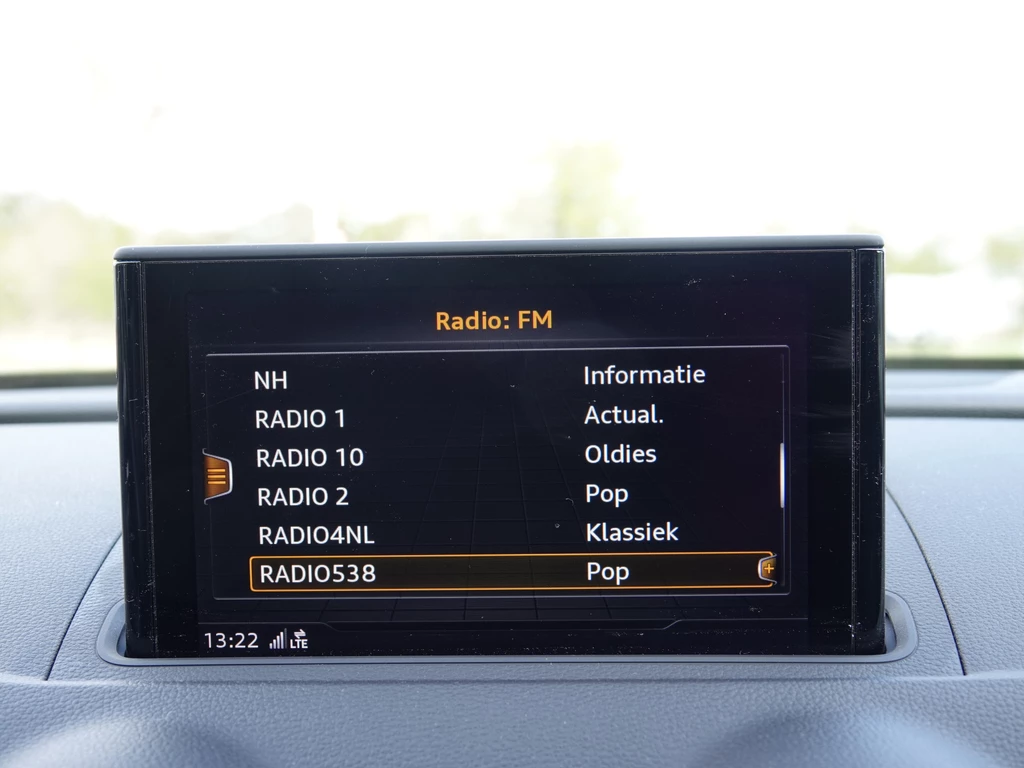 Radio: FM
NH Informatie
RADIO 1 Actual.
RADIO 10 Oldies
RADIO 2 Pop
RADIO4NL Klassiek
RADIO538 Pop
13:22 LTE